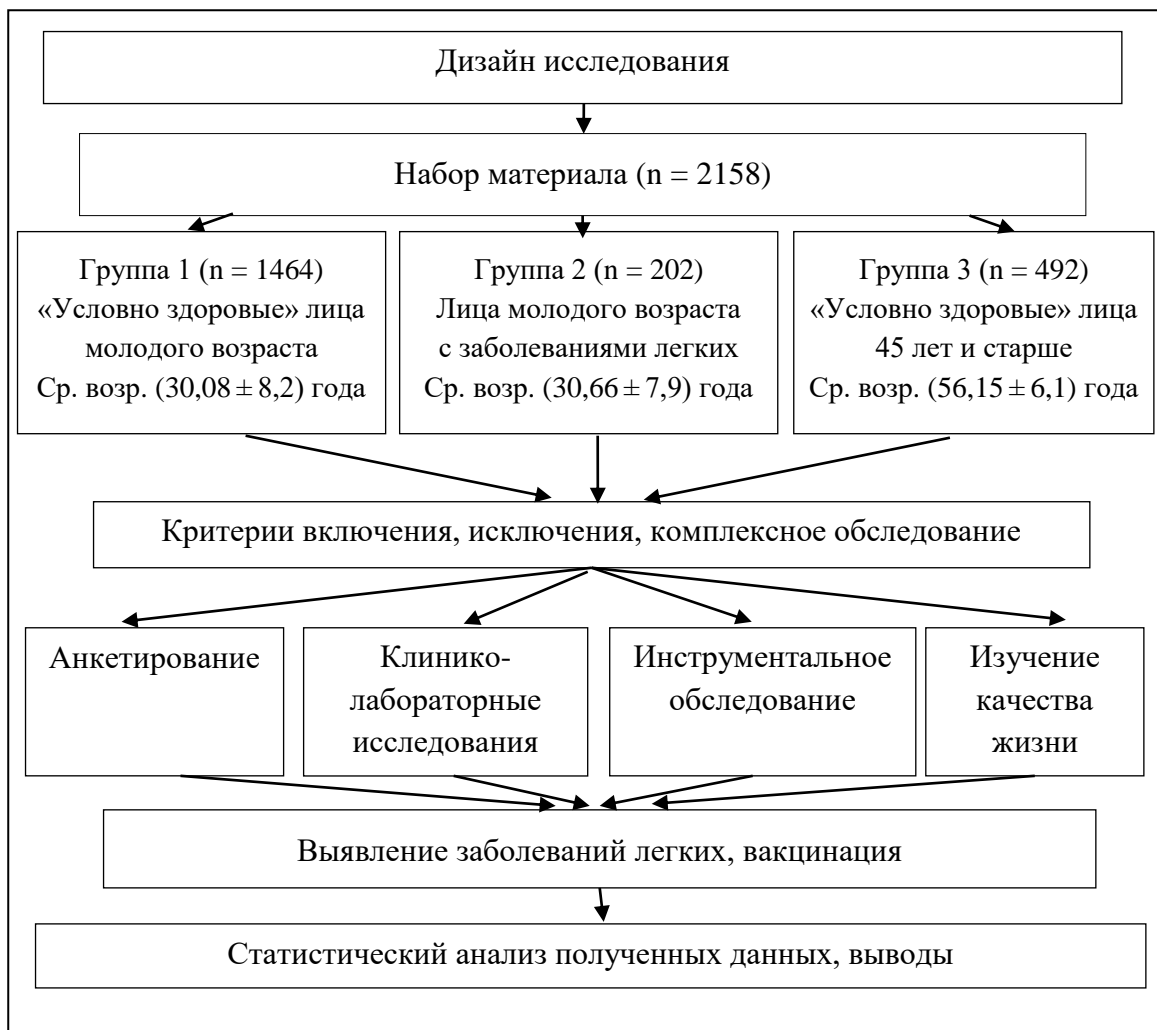 Дизайн исследования
Набор материала (n = 2158)
Группа 1 (n = 1464)
«Условно здоровые» лица
молодого возраста
Ср. возр. (30,08 ± 8,2) года
Группа 2 (n = 202)
Лица молодого возраста
с заболеваниями легких
Ср. возр. (30,66 ± 7,9) года
Группа 3 (n = 492)
«Условно здоровые» лица
45 лет и старше
Ср. возр. (56,15 ± 6,1) года
Критерии включения, исключения, комплексное обследование
Анкетирование
Клинико-
лабораторные
исследования
Инструментальное
обследование
Изучение
качества
жизни
Выявление заболеваний легких, вакцинация
Статистический анализ полученных данных, выводы